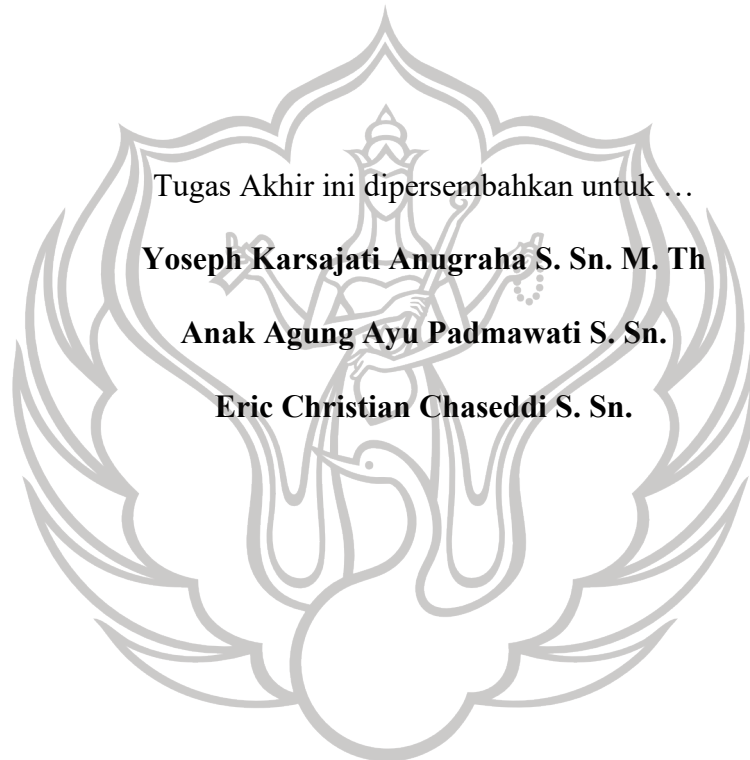 Tugas Akhir ini dipersembahkan untuk …
Yoseph Karsajati Anugraha S. Sn. M. Th
Anak Agung Ayu Padmawati S. Sn.
Eric Christian Chaseddi S. Sn.